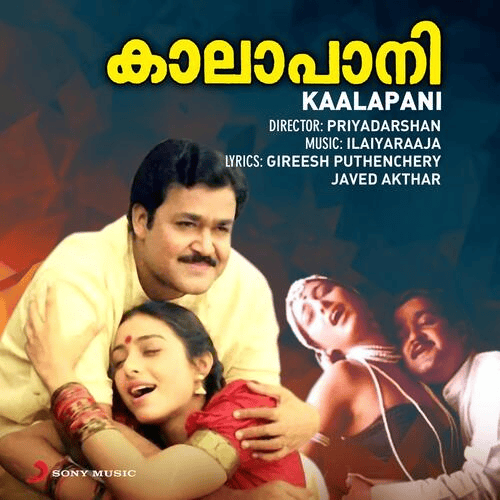 കാലാപാനി
KAALAPANI
DIRECTOR: PRIYADARSHAN
MUSIC: ILAIYARAAJA
LYRICS: GIREESH PUTHENCHERY
JAVED AKTHAR
SONY MUSIC